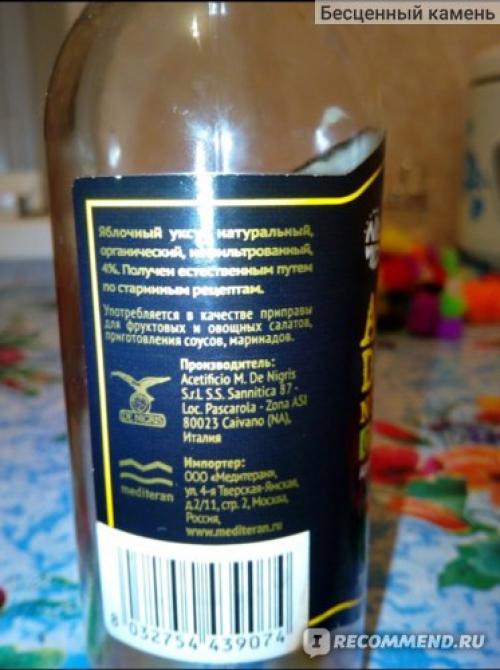 Бесценный камень
Яблочный уксус натуральный,
органический, нефильтрованный,
4%. Получен естественным путем
по старинным рецептам.
Употребляется в качестве приправы
для фруктовых и овощных салатов,
приготовления соусов, маринадов.
Производитель:
Acetificio M. De Nigris
S.r.l. S.S. Sannitica 87 -
Loc. Pascarola - Zona ASI
80023 Caivano (NA),
Италия
DE NIGRIS
Импортер:
ООО «Медитеран»,
ул. 4-я Тверская-Ямская,
д.2/11, стр. 2, Москва,
Россия,
www.mediteran.ru
mediteran
8 032754 439074
IRECOMMEND.RU